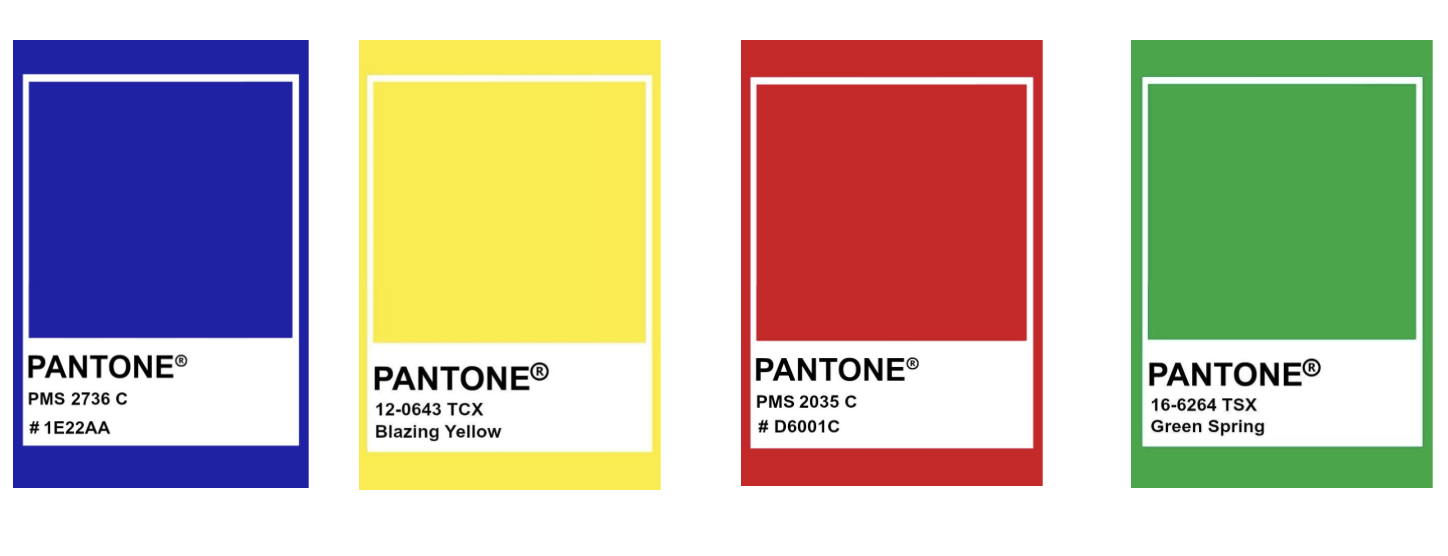 PANTONE®
PMS 2736 C
# 1E22AA
PANTONE®
12-0643 TCX
Blazing Yellow
PANTONE®
PMS 2035 C
# D6001C
PANTONE®
16-6264 TSX
Green Spring